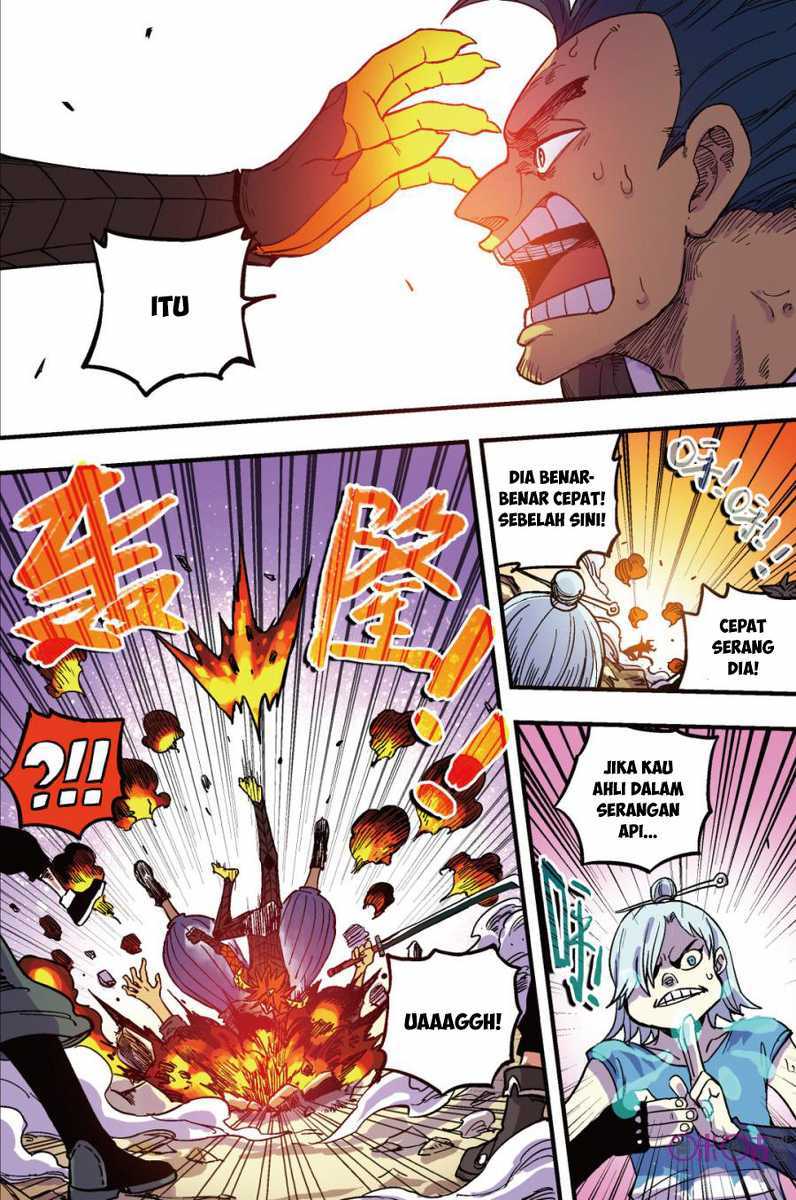 ITU
DIA BENAR-
BENAR CEPAT!
SEBELAH SINI!
CEPAT
SERANG
DIA!
轰隆!!
?!!
UAAAGGH!
JIKA KAU
AHLI DALAM
SERANGAN
API...